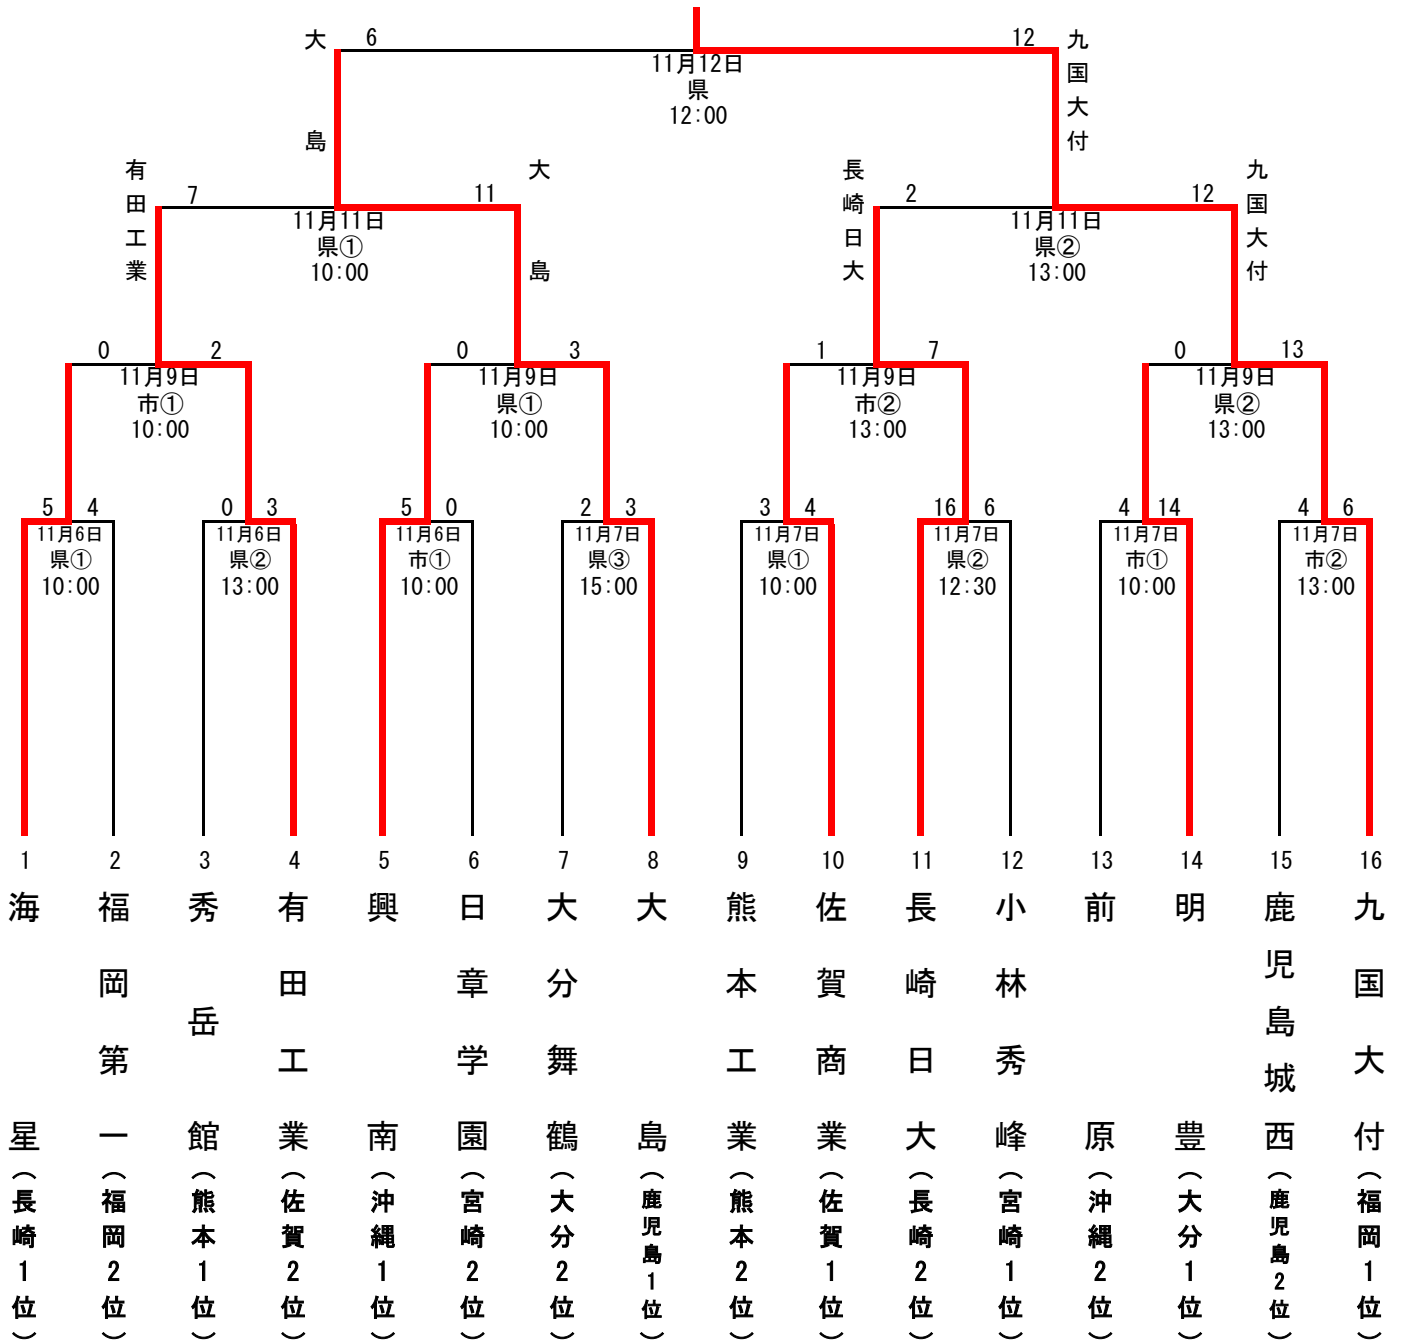 大島
6
12
九国大付
11月12日
県
12:00
有田工業
7
11
大島
長崎日大
2
12
九国大付
11月11日
県①
10:00
11月11日
県②
13:00
0
2
0
3
1
7
0
13
11月9日
市①
10:00
11月9日
県①
10:00
11月9日
市②
13:00
11月9日
県②
13:00
5
4
0
3
5
0
2
3
3
4
16
6
4
14
4
6
11月6日
県①
10:00
11月6日
県②
13:00
11月6日
市①
10:00
11月7日
県③
15:00
11月7日
県①
10:00
11月7日
県②
12:30
11月7日
市①
10:00
11月7日
市②
13:00
1
海星(長崎1位)
2
福岡第一(福岡2位)
3
秀岳館(熊本1位)
4
有田工業(佐賀2位)
5
興南(沖縄1位)
6
日章学園(宮崎2位)
7
大分舞鶴(大分2位)
8
大島(鹿児島1位)
9
熊本工業(熊本2位)
10
佐賀商業(佐賀1位)
11
長崎日大(長崎2位)
12
小林秀峰(宮崎1位)
13
前原(沖縄2位)
14
明豊(大分1位)
15
鹿児島城西(鹿児島2位)
16
九国大付(福岡1位)